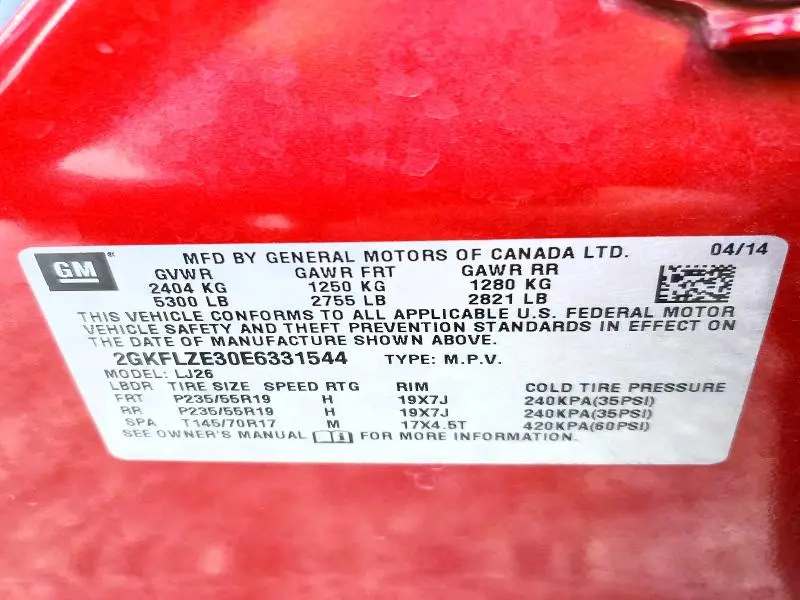 GM® MFD BY GENERAL MOTORS OF CANADA LTD. 04/14
GVWR GAWR FRT GAWR RR
2404 KG 1250 KG 1280 KG
5300 LB 2755 LB 2821 LB
THIS VEHICLE CONFORMS TO ALL APPLICABLE U.S. FEDERAL MOTOR
VEHICLE SAFETY AND THEFT PREVENTION STANDARDS IN EFFECT ON
THE DATE OF MANUFACTURE SHOWN ABOVE.
2GKFLZE30E6331544 TYPE: M.P.V.
MODEL: LJ26
LBDR TIRE SIZE SPEED RTG RIM COLD TIRE PRESSURE
FRT P235/55R19 H 19X7J 240KPA(35PSI)
RR P235/55R19 H 19X7J 240KPA(35PSI)
SPA T145/70R17 M 17X4.5T 420KPA(60PSI)
SEE OWNER'S MANUAL FOR MORE INFORMATION.